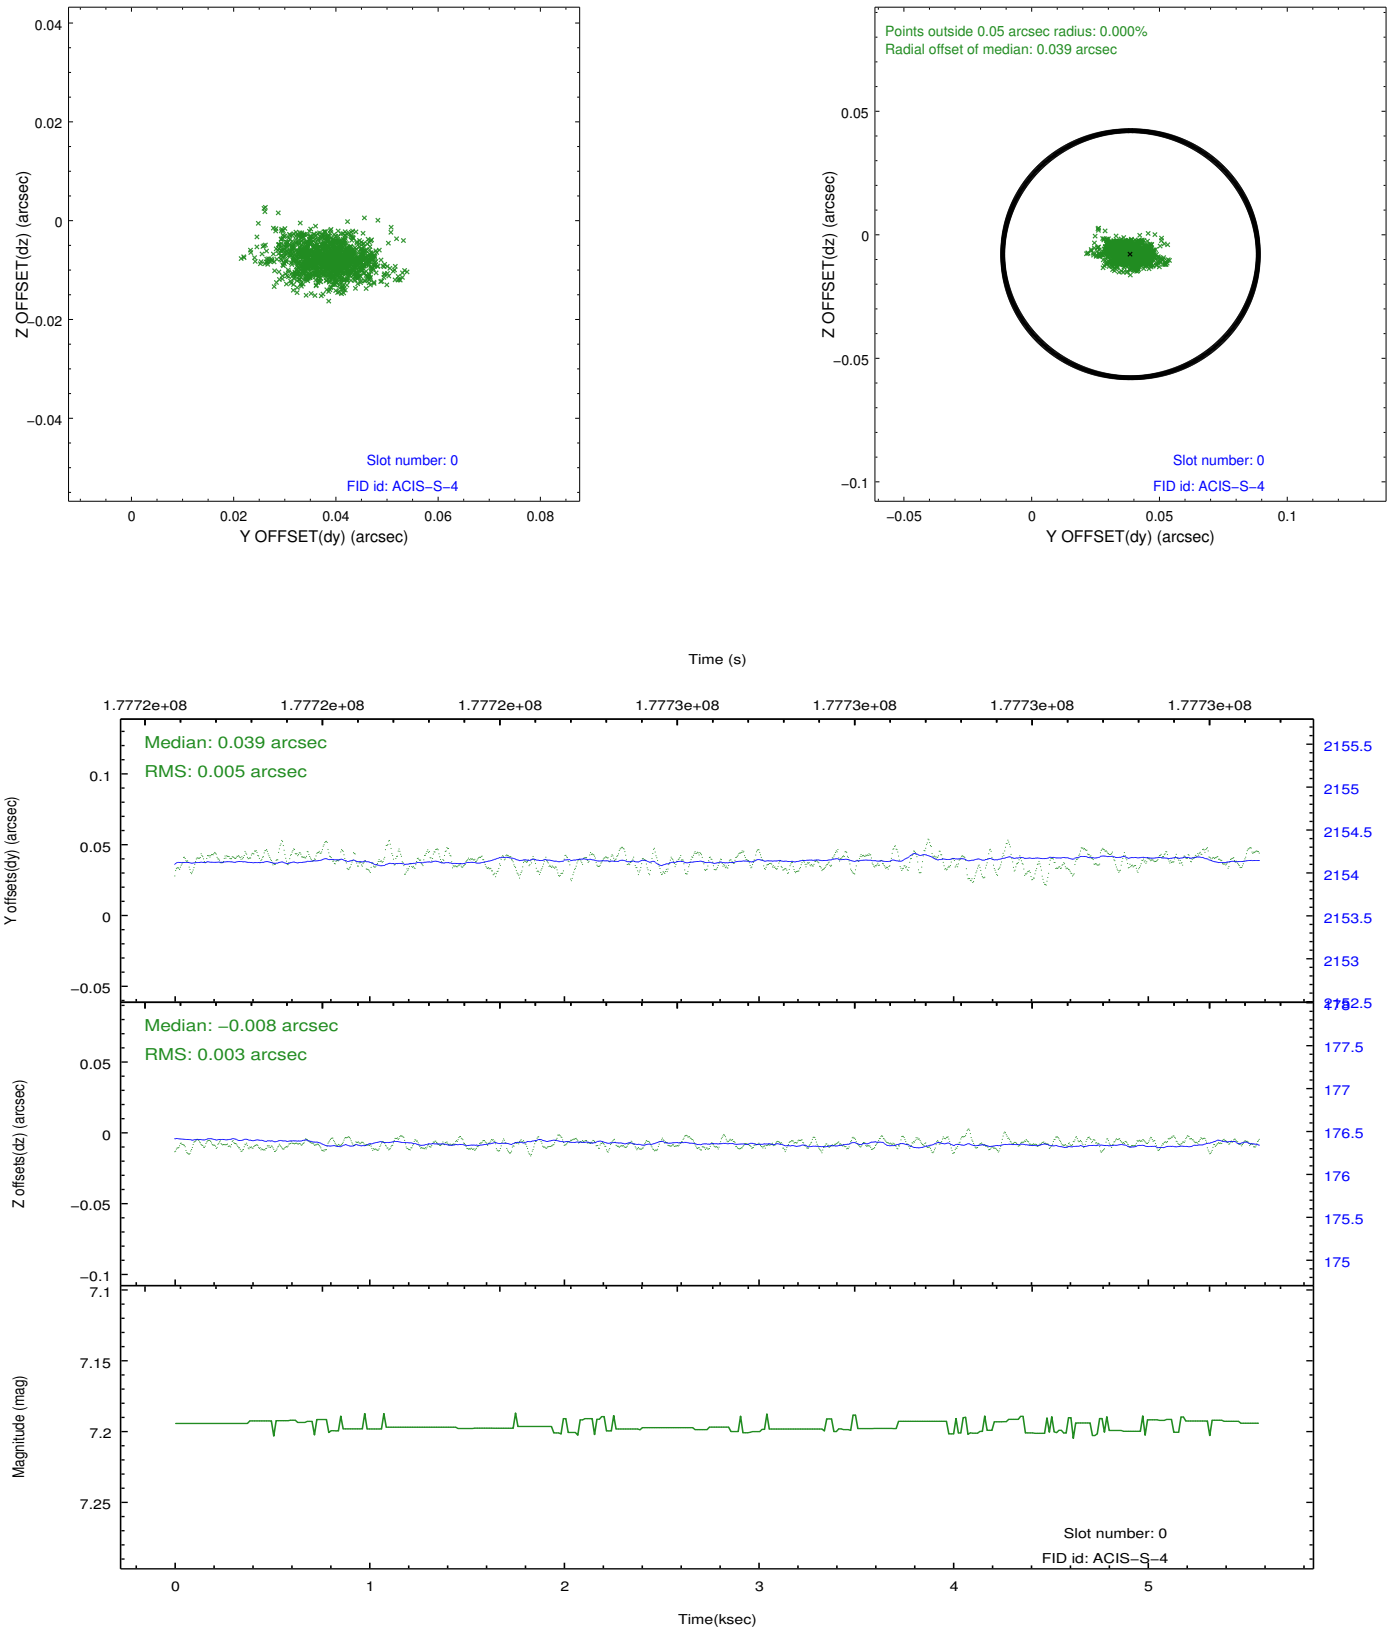 0.04
0.02
0
−0.02
−0.04
Z OFFSET(dz) (arcsec)
Slot number: 0
FID id: ACIS−S−4
0 0.02 0.04 0.06 0.08
Y OFFSET(dy) (arcsec)
Points outside 0.05 arcsec radius: 0.000%
Radial offset of median: 0.039 arcsec
0.05
0
−0.05
−0.1
Z OFFSET(dz) (arcsec)
Slot number: 0
FID id: ACIS−S−4
−0.05 0 0.05 0.1
Y OFFSET(dy) (arcsec)
Time (s)
1.7772e+08 1.7772e+08 1.7772e+08 1.7773e+08 1.7773e+08 1.7773e+08 1.7773e+08
Median: 0.039 arcsec
RMS: 0.005 arcsec
0.1
0.05
0
−0.05
Y offsets(dy) (arcsec)
2155.5
2155
2154.5
2154
2153.5
2153
2152.5
Median: −0.008 arcsec
RMS: 0.003 arcsec
0.05
0
−0.05
−0.1
Z offsets(dz) (arcsec)
178
177.5
177
176.5
176
175.5
175
7.1
7.15
7.2
7.25
Magnitude (mag)
Slot number: 0
FID id: ACIS−S−4
0 1 2 3 4 5
Time(ksec)